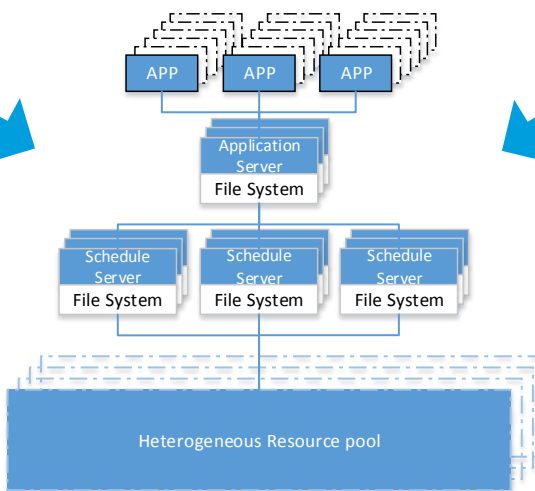 APP APP APP
Application
Server
File System
Schedule Schedule Schedule
Server Server Server
File System File System File System
Heterogeneous Resource pool